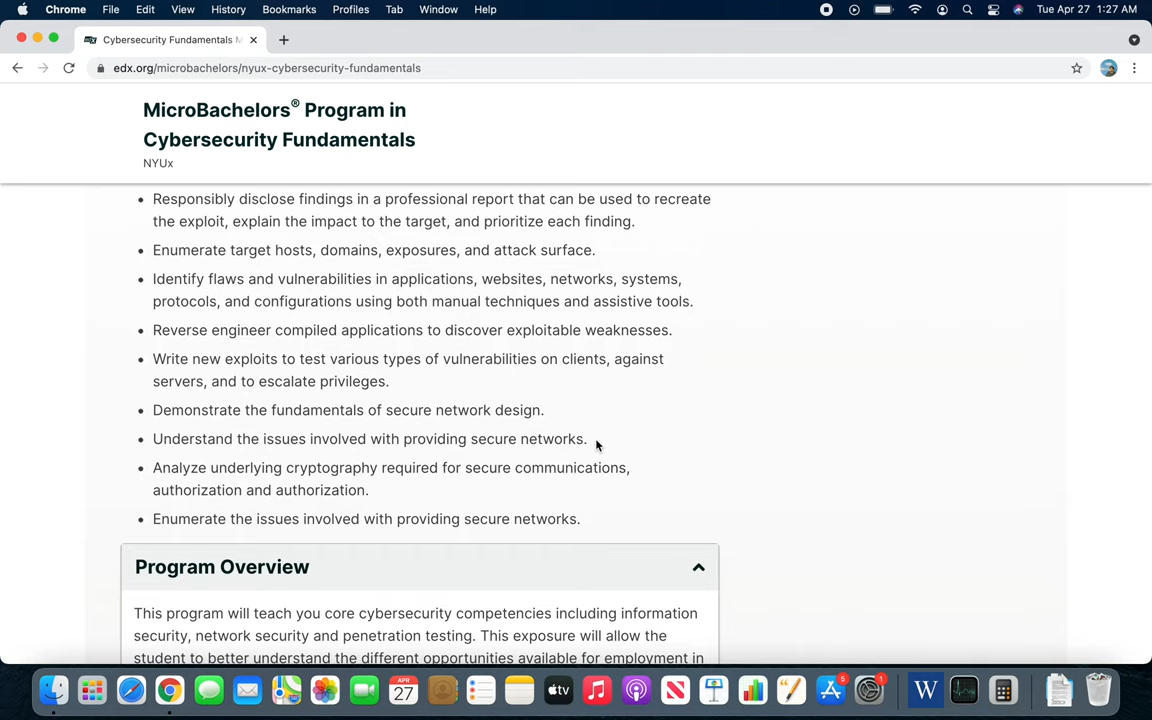 Chrome File Edit View History Bookmarks Profiles Tab Window Help Tue Apr 27 1:27 AM
Cybersecurity Fundamentals M
edx.org/microbachelors/nyux-cybersecurity-fundamentals
MicroBachelors® Program in
Cybersecurity Fundamentals
NYUx
• Responsibly disclose findings in a professional report that can be used to recreate
the exploit, explain the impact to the target, and prioritize each finding.
• Enumerate target hosts, domains, exposures, and attack surface.
• Identify flaws and vulnerabilities in applications, websites, networks, systems,
protocols, and configurations using both manual techniques and assistive tools.
• Reverse engineer compiled applications to discover exploitable weaknesses.
• Write new exploits to test various types of vulnerabilities on clients, against
servers, and to escalate privileges.
• Demonstrate the fundamentals of secure network design.
• Understand the issues involved with providing secure networks.
• Analyze underlying cryptography required for secure communications,
authorization and authorization.
• Enumerate the issues involved with providing secure networks.
Program Overview
This program will teach you core cybersecurity competencies including information
security, network security and penetration testing. This exposure will allow the
student to better understand the different opportunities available for employment in
APR
27
tv
5
1
W